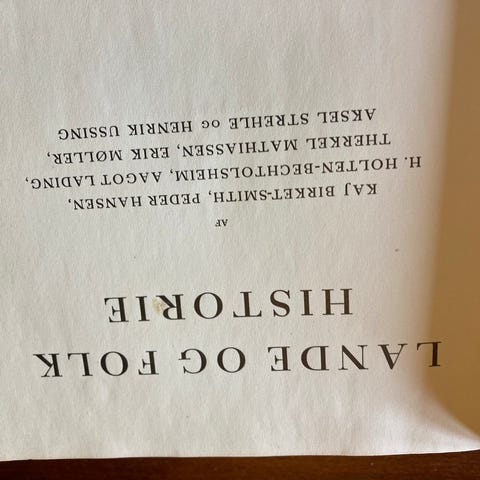 LANDE OG FOLK
HISTORIE
AF
KAJ BIRKET-SMITH, PEDER HANSEN,
H. HOLTEN-BECHTOLSHEIM, AAGOT LADING,
THERKEL MATHIASSEN, ERIK MØLLER,
AKSEL STREHLE OG HENRIK USSING